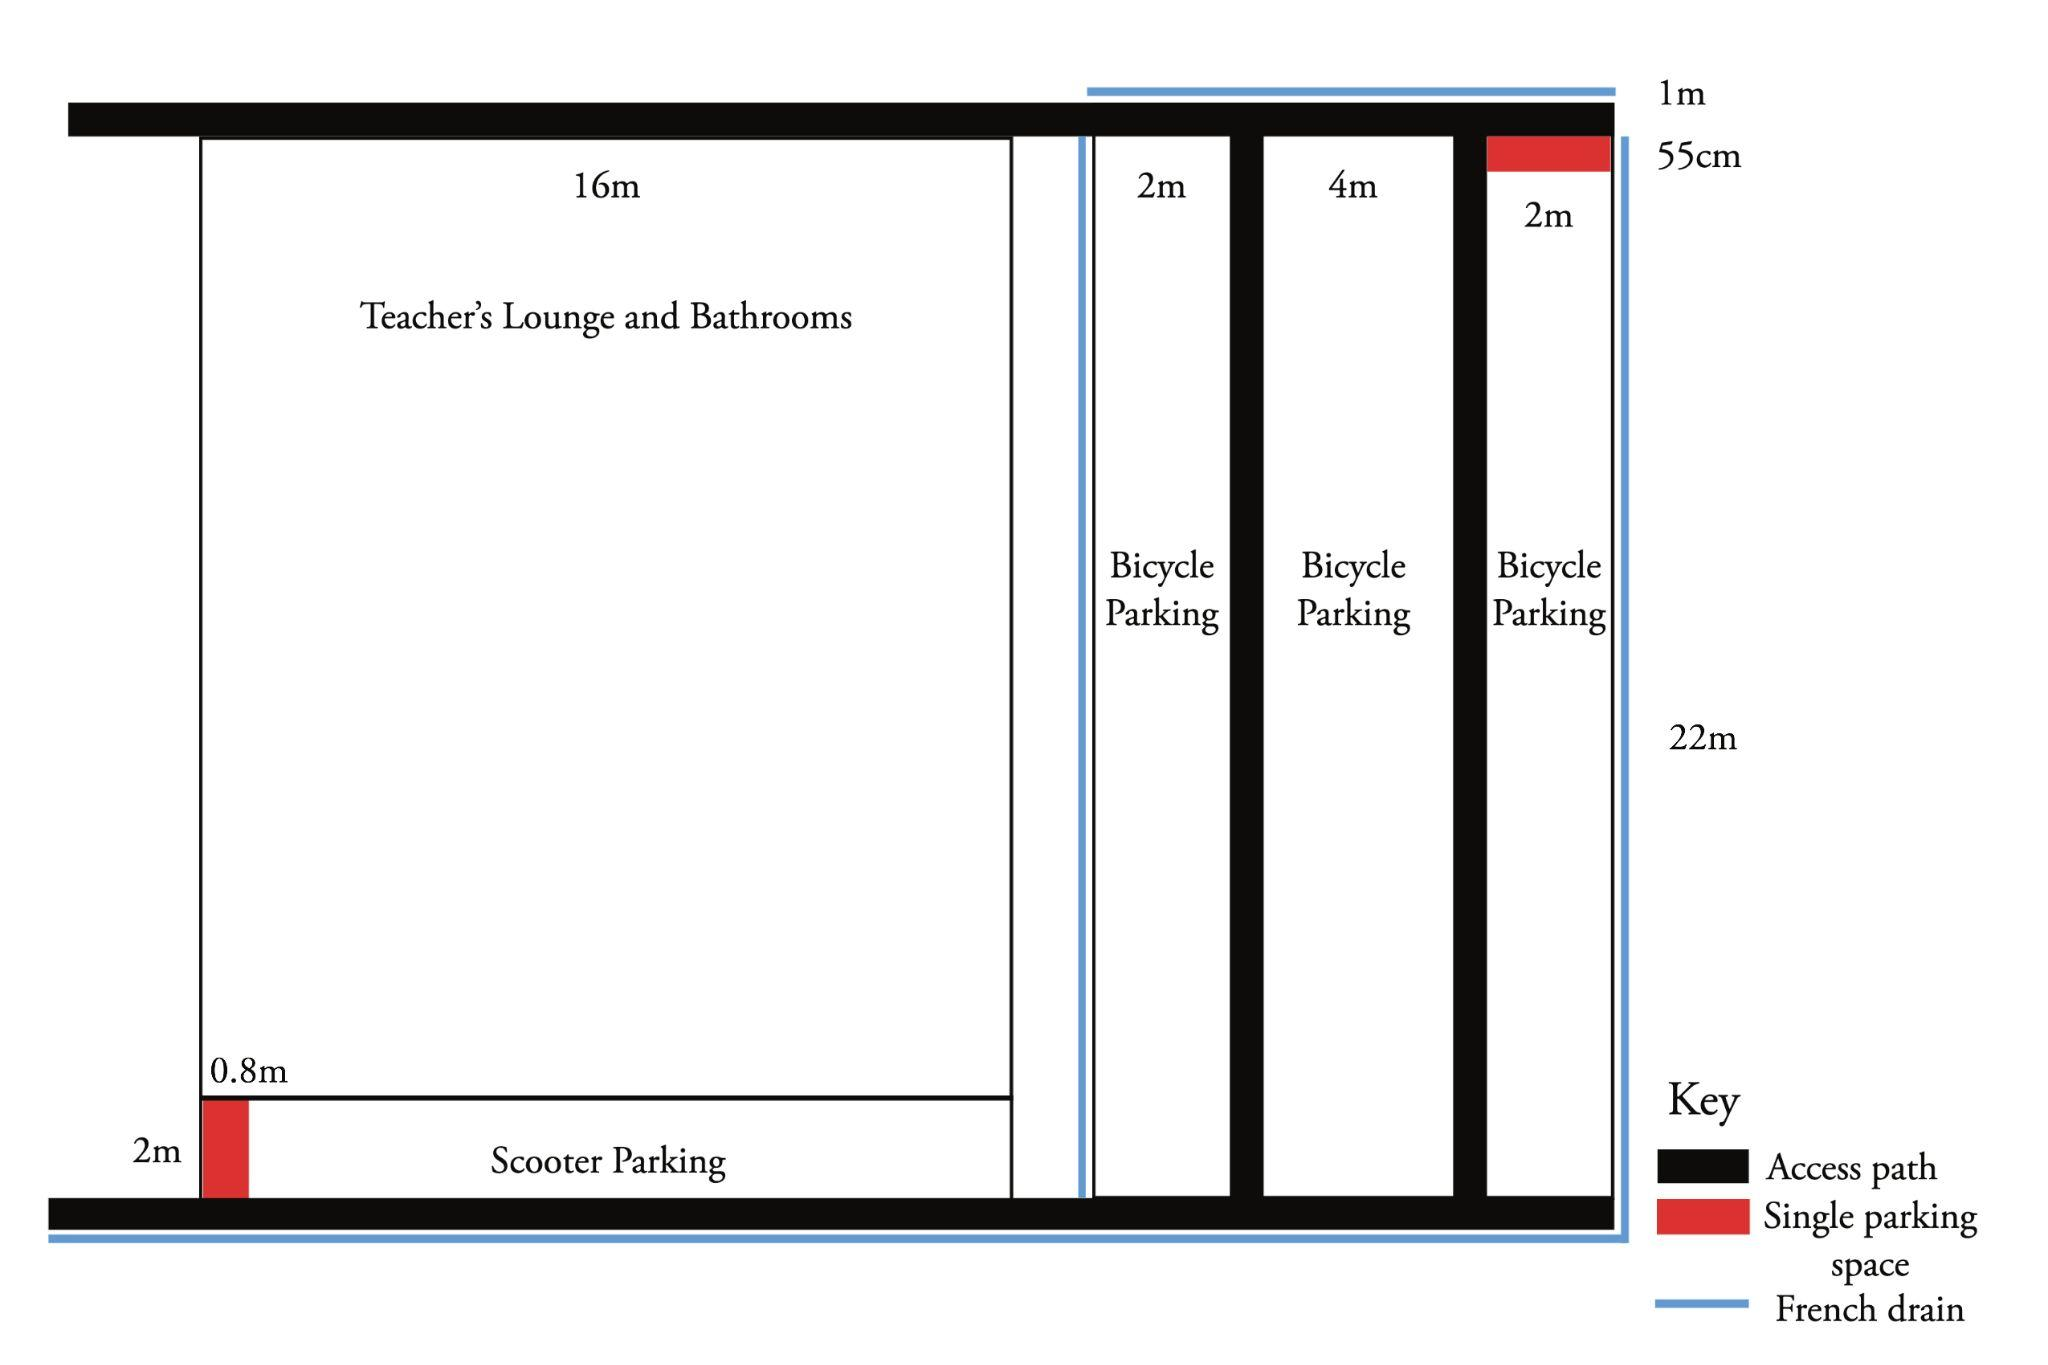 1m
55cm
16m
2m
4m
2m
Teacher’s Lounge and Bathrooms
Bicycle
Parking
Bicycle
Parking
Bicycle
Parking
22m
0.8m
2m
Scooter Parking
Key
Access path
Single parking
space
French drain